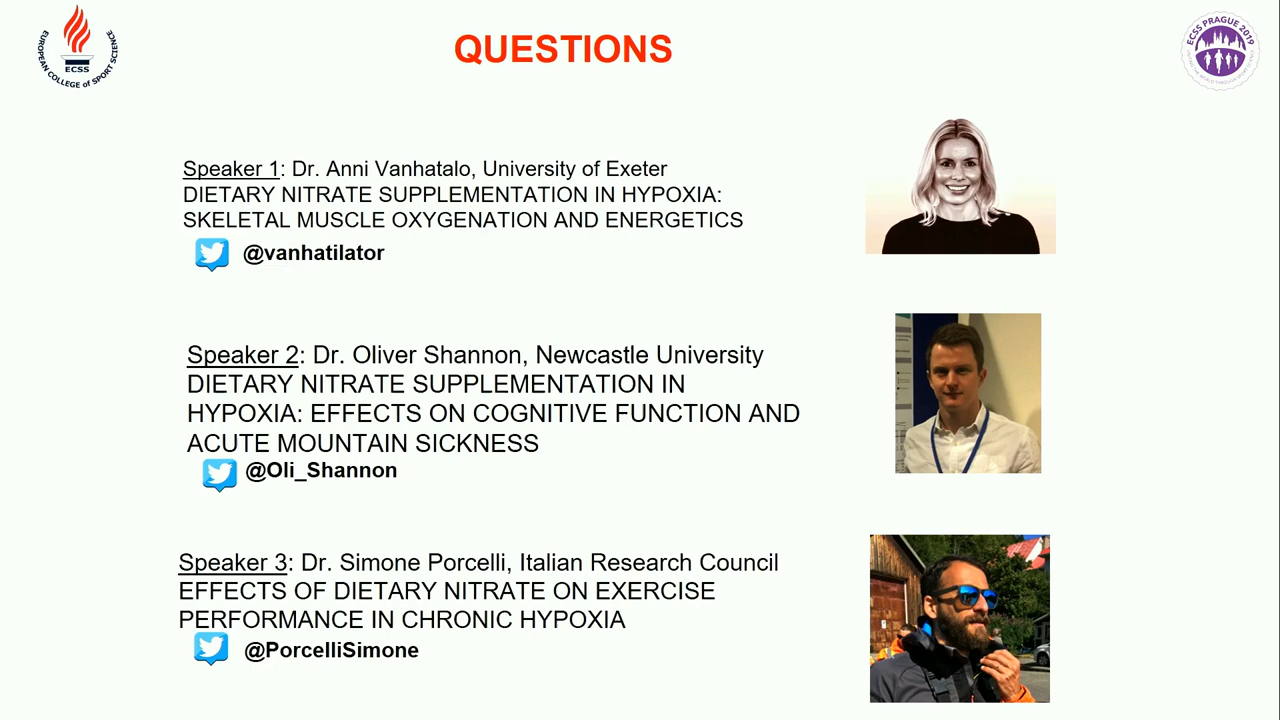 EUROPEAN COLLEGE of SPORT SCIENCE
ECSS
QUESTIONS
ECSS PRAGUE 2019
Speaker 1: Dr. Anni Vanhatalo, University of Exeter
DIETARY NITRATE SUPPLEMENTATION IN HYPOXIA:
SKELETAL MUSCLE OXYGENATION AND ENERGETICS
@vanhatilator
Speaker 2: Dr. Oliver Shannon, Newcastle University
DIETARY NITRATE SUPPLEMENTATION IN
HYPOXIA: EFFECTS ON COGNITIVE FUNCTION AND
ACUTE MOUNTAIN SICKNESS
@Oli_Shannon
Speaker 3: Dr. Simone Porcelli, Italian Research Council
EFFECTS OF DIETARY NITRATE ON EXERCISE
PERFORMANCE IN CHRONIC HYPOXIA
@PorcelliSimone